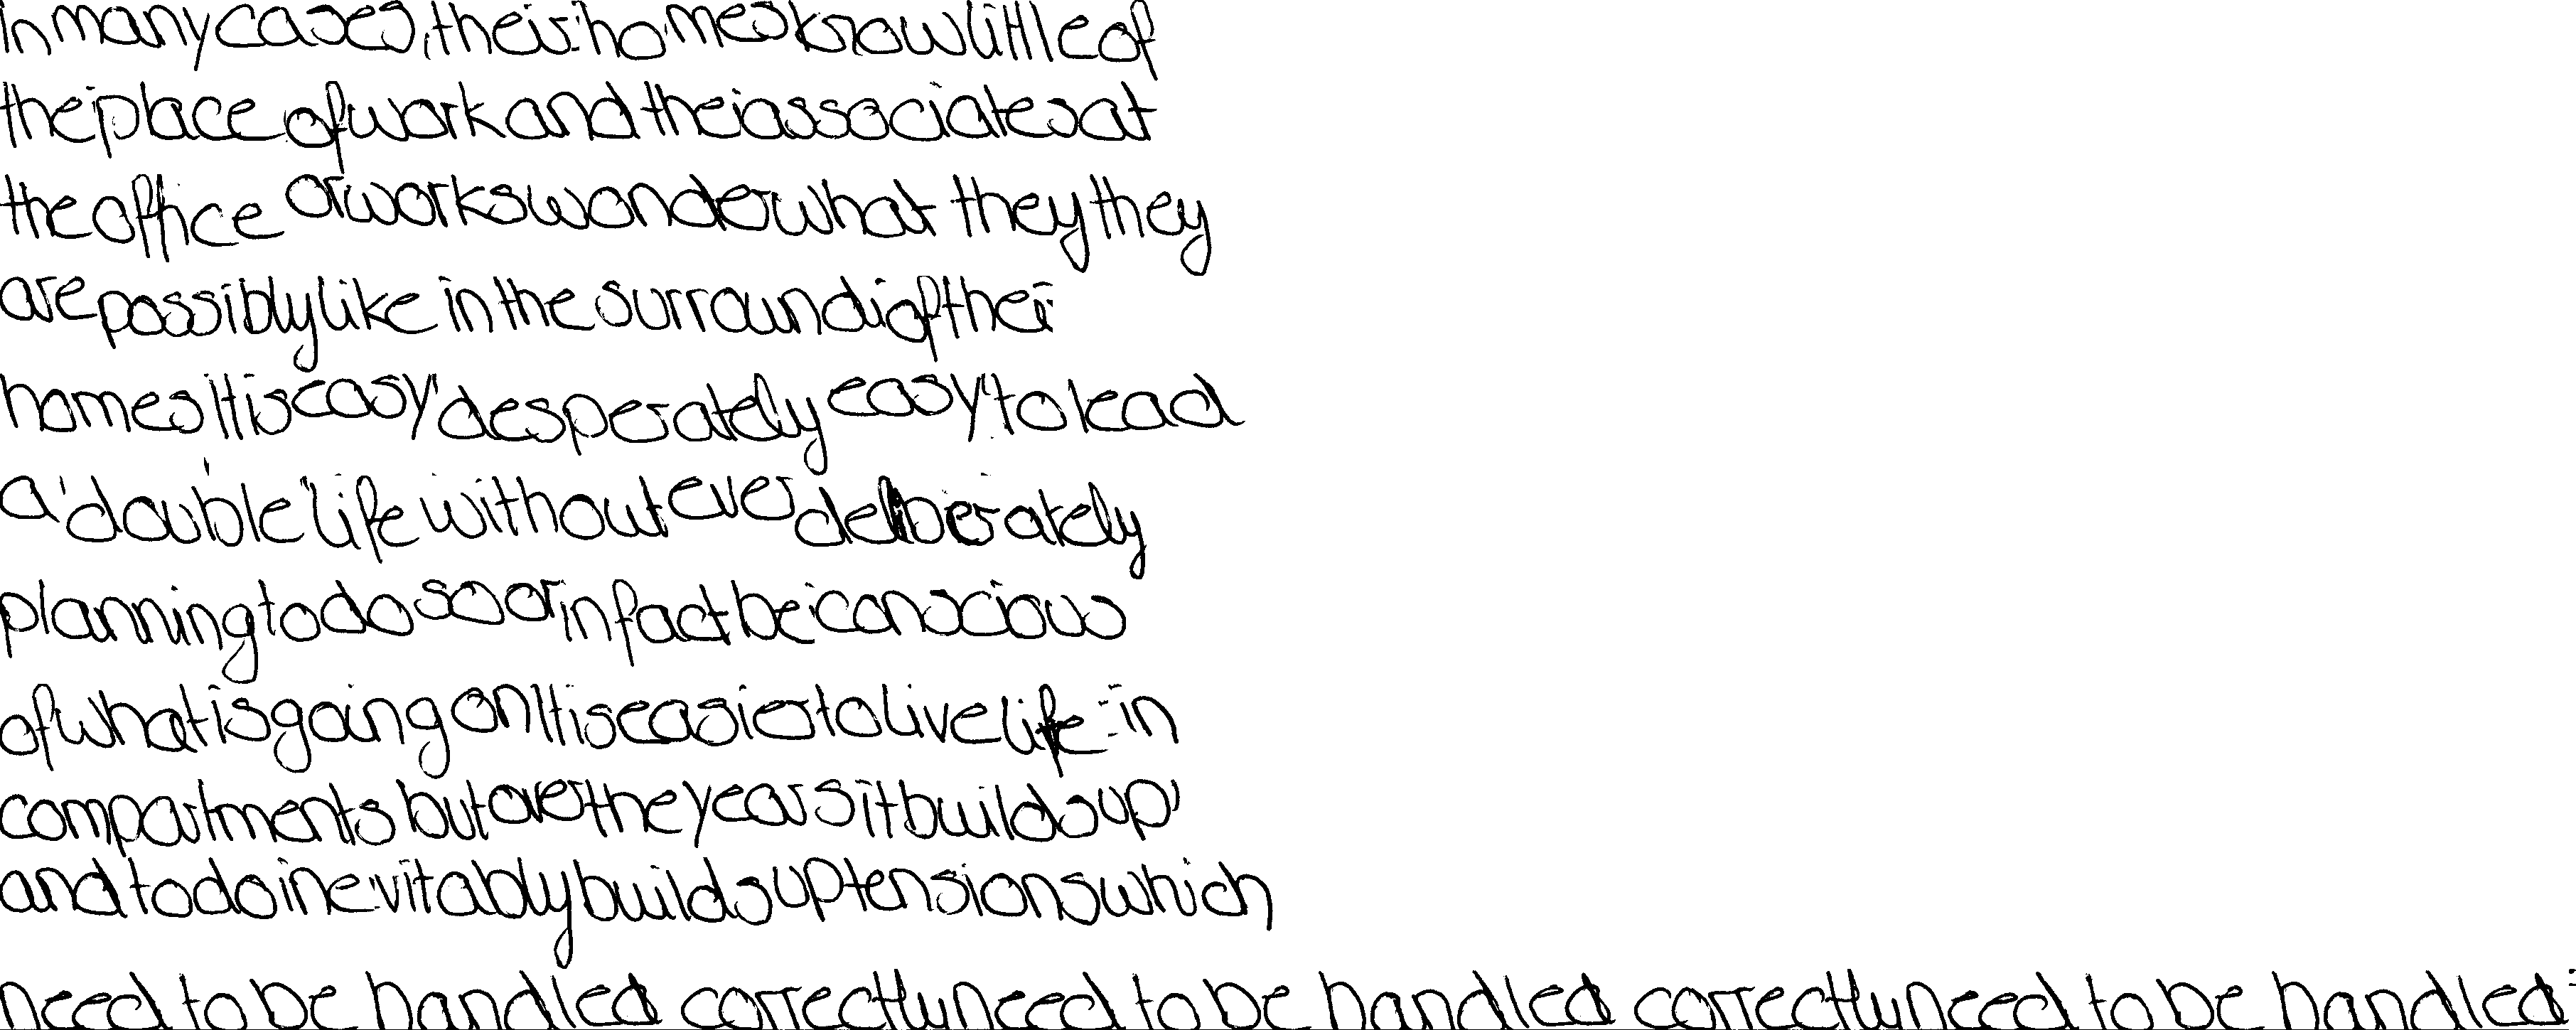 In many cases, their homes know little of
the place of work and thei associates at
the office or works wonder what they they
are possibly like in the surroundi of their
homes It is easy desperately easy to lead
a 'double' life without ever deliberately
planning to do so or in fact be conscious
of what is going on It is easier to live life in
compartments but over the years it builds up
and to do inevitably builds up tensions which
need to be handled correctly need to be handled correctly need to be handled